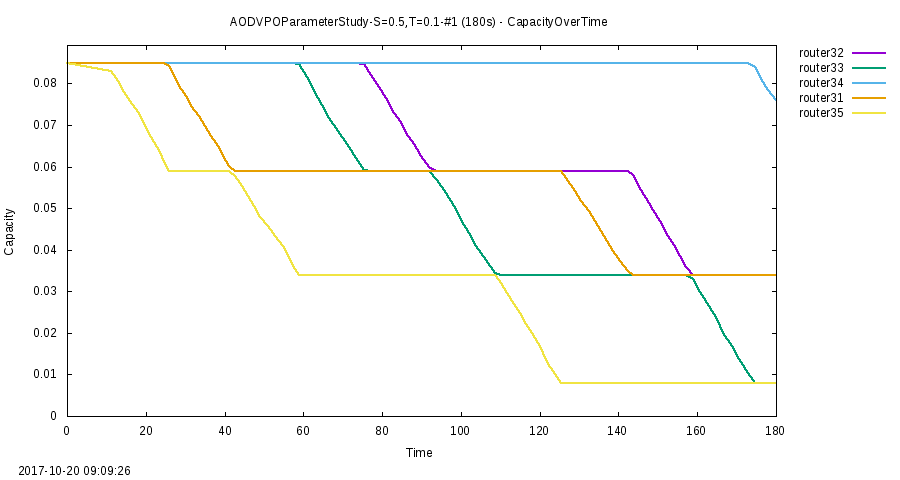 AODVPOParameterStudy-S=0.5,T=0.1-#1 (180s) - CapacityOverTime
router32
router33
router34
router31
router35
0.08
0.07
0.06
0.05
0.04
0.03
0.02
0.01
0
Capacity
0 20 40 60 80 100 120 140 160 180
Time
2017-10-20 09:09:26